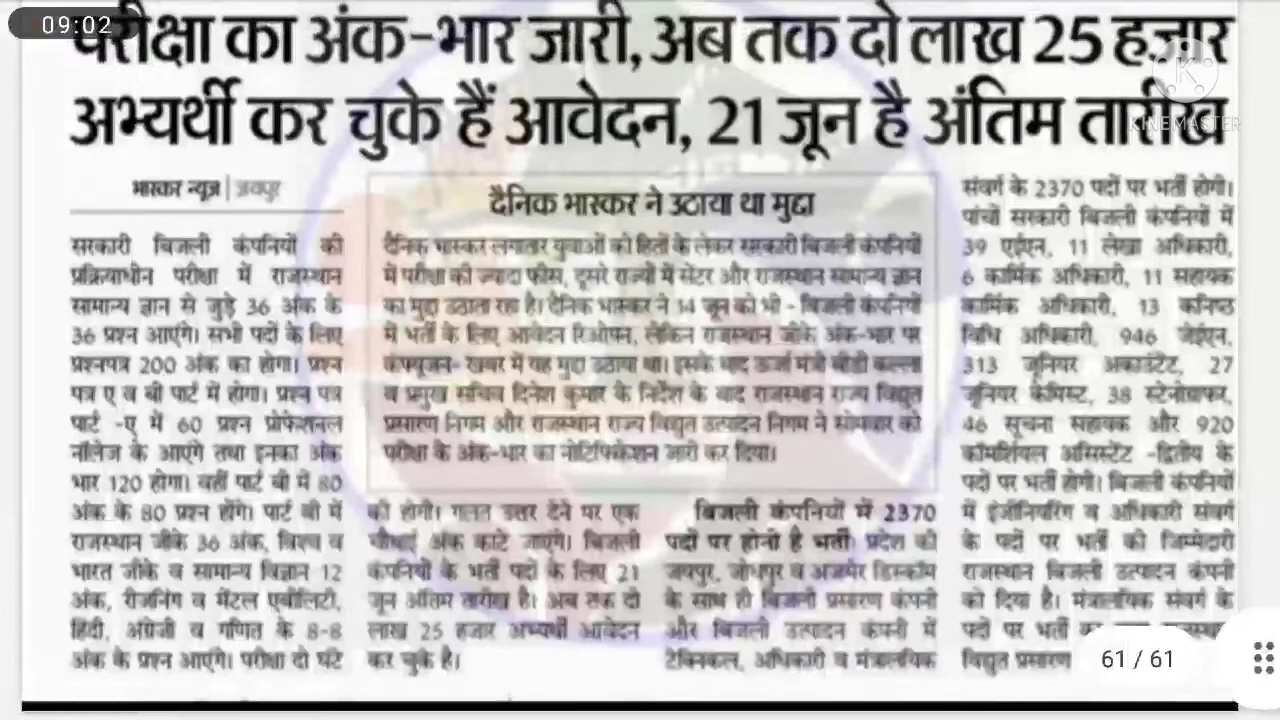 09:02
परीक्षा का अंक-भार जारी, अब तक दो लाख 25 हजार
अभ्यर्थी कर चुके हैं आवेदन, 21 जून है अंतिम तारीख
KINEMASTER
भास्कर न्यूज | जयपुर
सरकारी बिजली कंपनियों की
प्रक्रियाधीन परीक्षा में राजस्थान
सामान्य ज्ञान से जुड़े 36 अंक के
36 प्रश्न आएंगे। सभी पदों के लिए
प्रश्नपत्र 200 अंक का होगा। प्रश्न
पत्र ए व बी पार्ट में होगा। प्रश्न पत्र
पार्ट -ए में 60 प्रश्न प्रोफेशनल
नॉलेज के आएंगे तथा इनका अंक
भार 120 होगा। वहीं पार्ट बी में 80
अंक के 80 प्रश्न होंगे। पार्ट बी में
राजस्थान जीके 36 अंक, विश्व व
भारत जीके व सामान्य विज्ञान 12
अंक, रीजनिंग व मेंटल एबीलिटी,
हिंदी, अंग्रेजी व गणित के 8-8
अंक के प्रश्न आएंगे। परीक्षा दो घंटे
दैनिक भास्कर ने उठाया था मुद्दा
दैनिक भास्कर लगातार युवाओं को हितों के लेकर सरकारी बिजली कंपनियों
में परीक्षा की ज्यादा फीस, दूसरे राज्यों में सेंटर और राजस्थान सामान्य ज्ञान
का मुद्दा उठाता रहा है। दैनिक भास्कर ने 14 जून को भी - बिजली कंपनियों
में भर्ती के लिए आवेदन रिओपन, लेकिन राजस्थान जीके अंक-भार पर
कंफ्यूजन- खबर में यह मुद्दा उठाया था। इसके बाद ऊर्जा मंत्री बीडी कल्ला
व प्रमुख सचिव दिनेश कुमार के निर्देश के बाद राजस्थान राज्य विद्युत
प्रसारण निगम और राजस्थान राज्य विद्युत उत्पादन निगम ने सोमवार को
परीक्षा के अंक-भार का नोटिफिकेशन जारी कर दिया।
की होगी। गलत उत्तर देने पर एक
चौथाई अंक काटे जाएंगे। बिजली
कंपनियों के भर्ती पदों के लिए 21
जून अंतिम तारीख है। अब तक दो
लाख 25 हजार अभ्यर्थी आवेदन
कर चुके है।
बिजली कंपनियों में 2370
पदों पर होनी है भर्ती: प्रदेश की
जयपुर, जोधपुर व अजमेर डिस्कॉम
के साथ ही बिजली प्रसारण कंपनी
और बिजली उत्पादन कंपनी में
टेक्निकल, अधिकारी व मंत्रालयिक
संवर्ग के 2370 पदों पर भर्ती होगी।
पांचों सरकारी बिजली कंपनियों में
39 एईएन, 11 लेखा अधिकारी,
6 कार्मिक अधिकारी, 11 सहायक
कार्मिक अधिकारी, 13 कनिष्ठ
विधि अधिकारी, 946 जेईएन,
313 जूनियर अकाउंटेंट, 27
जूनियर केमिस्ट, 38 स्टेनोग्राफर,
46 सूचना सहायक और 920
कॉमर्शियल असिस्टेंट -द्वितीय के
पदों पर भर्ती होगी। बिजली कंपनियों
में इंजीनियरिंग व अधिकारी संवर्ग
के पदों पर भर्ती की जिम्मेदारी
राजस्थान बिजली उत्पादन कंपनी
को दिया है। मंत्रालयिक संवर्ग के
पदों पर भर्ती
विद्युत प्रसारण
61 / 61